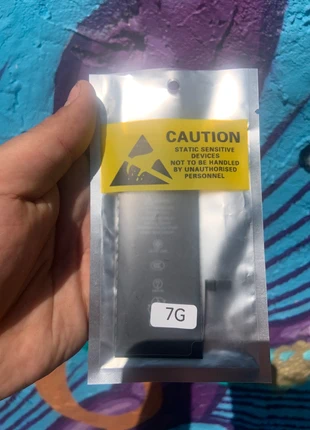 CAUTION
STATIC SENSITIVE
DEVICES
NOT TO BE HANDLED
BY UNAUTHORISED
PERSONNEL
7G